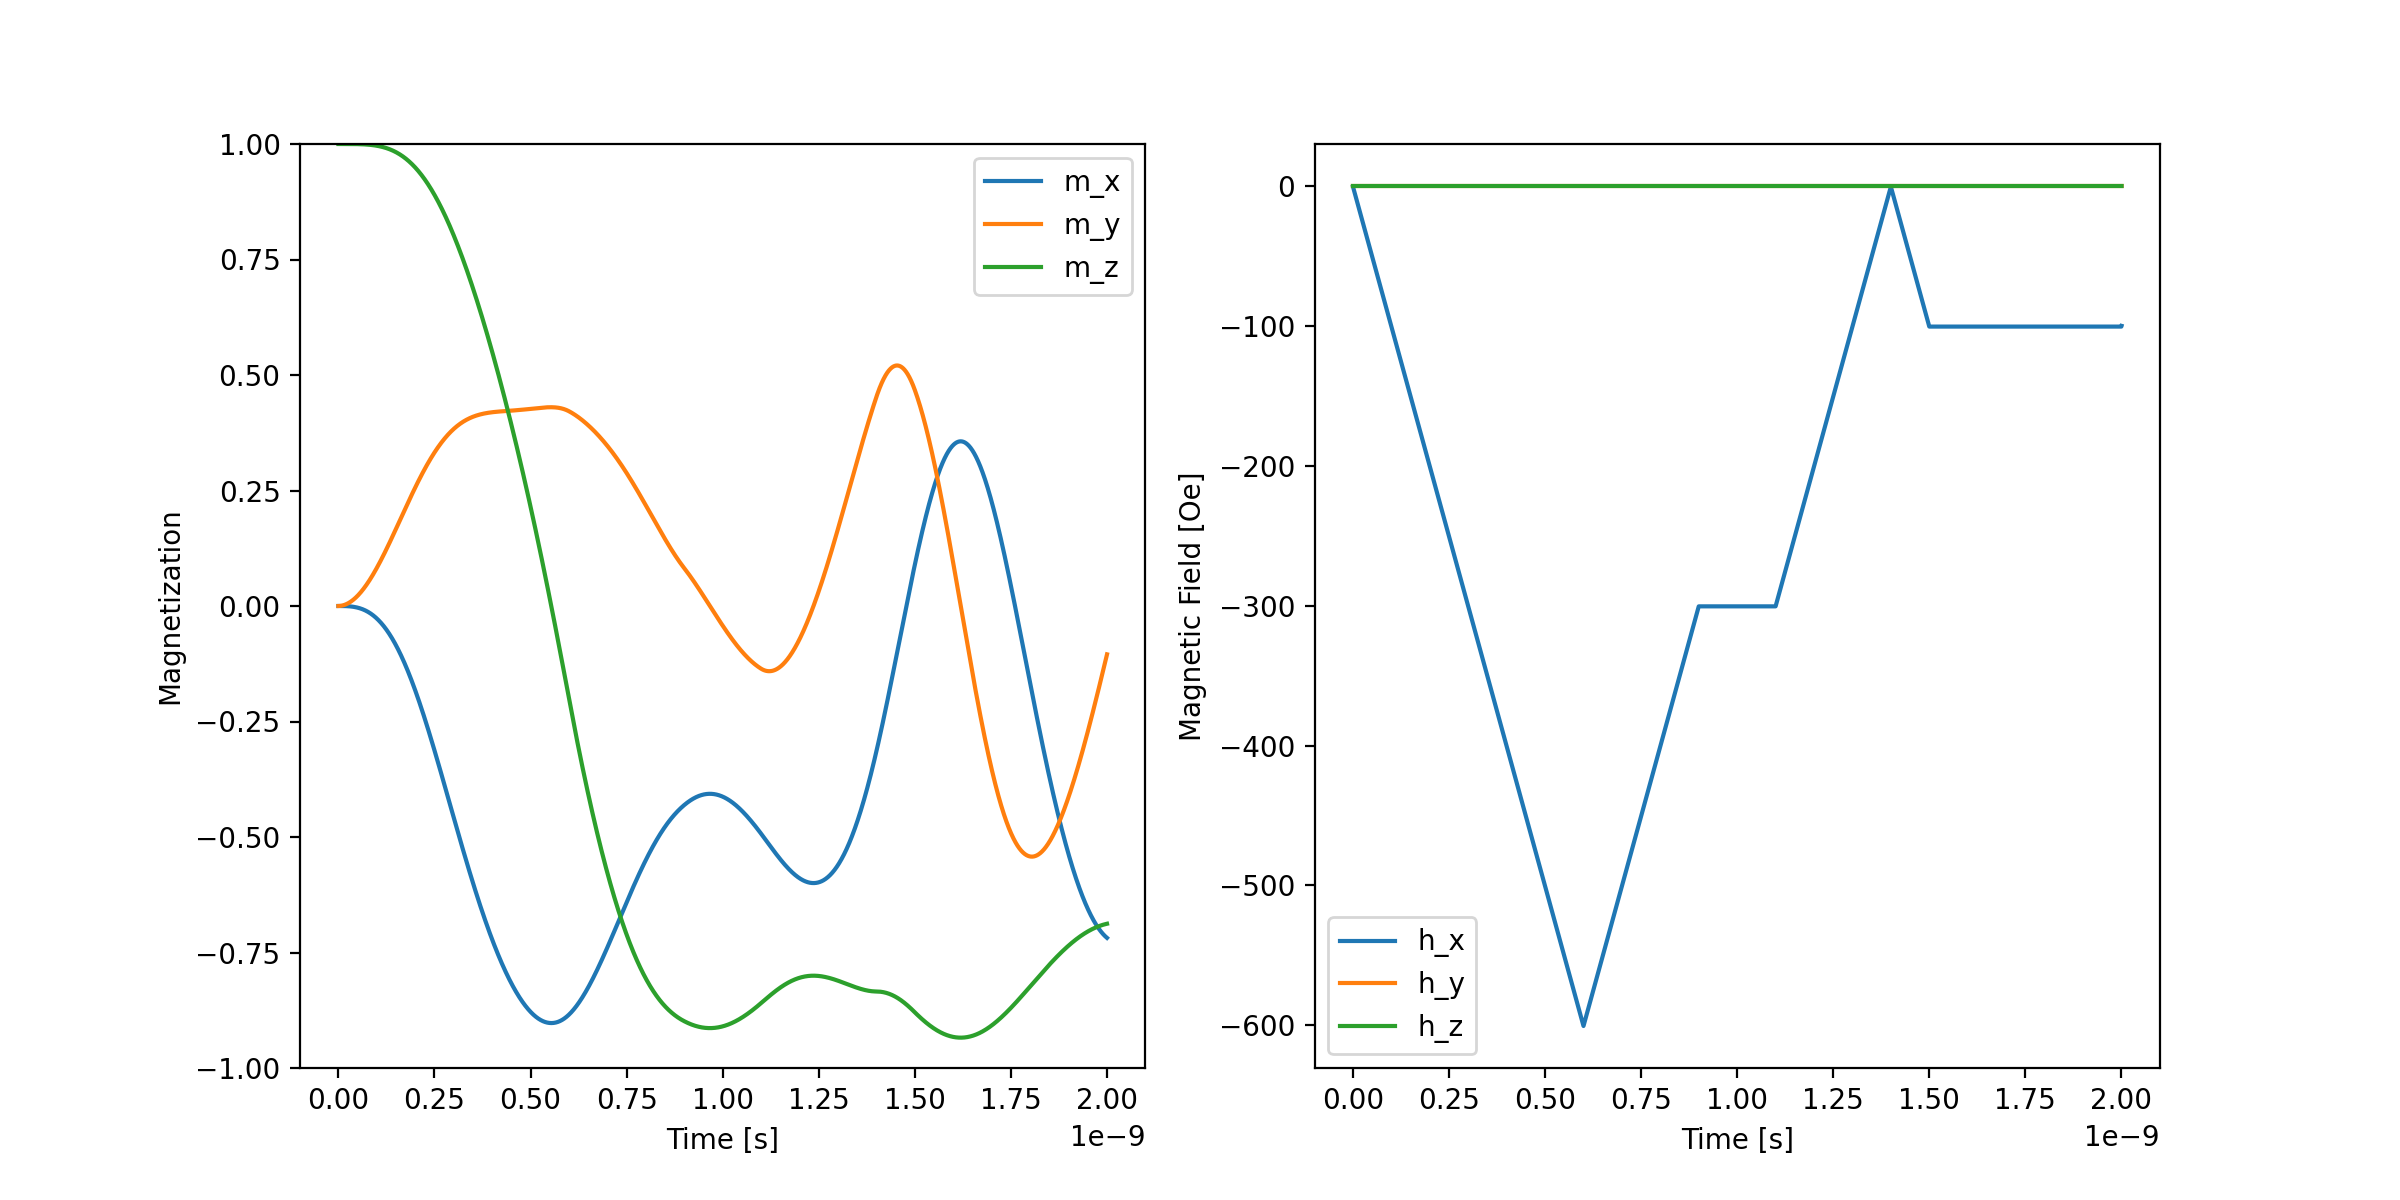 1.00
0.75
0.50
0.25
0.00
−0.25
−0.50
−0.75
−1.00
Magnetization
m_x
m_y
m_z
0.00 0.25 0.50 0.75 1.00 1.25 1.50 1.75 2.00
Time [s]
1e−9
0
−100
−200
−300
−400
−500
−600
Magnetic Field [Oe]
h_x
h_y
h_z
0.00 0.25 0.50 0.75 1.00 1.25 1.50 1.75 2.00
Time [s]
1e−9